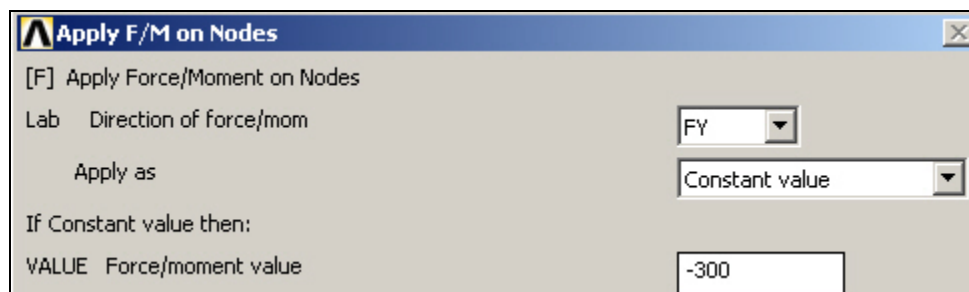 Apply F/M on Nodes
[F] Apply Force/Moment on Nodes
Lab Direction of force/mom FY
Apply as Constant value
If Constant value then:
VALUE Force/moment value -300